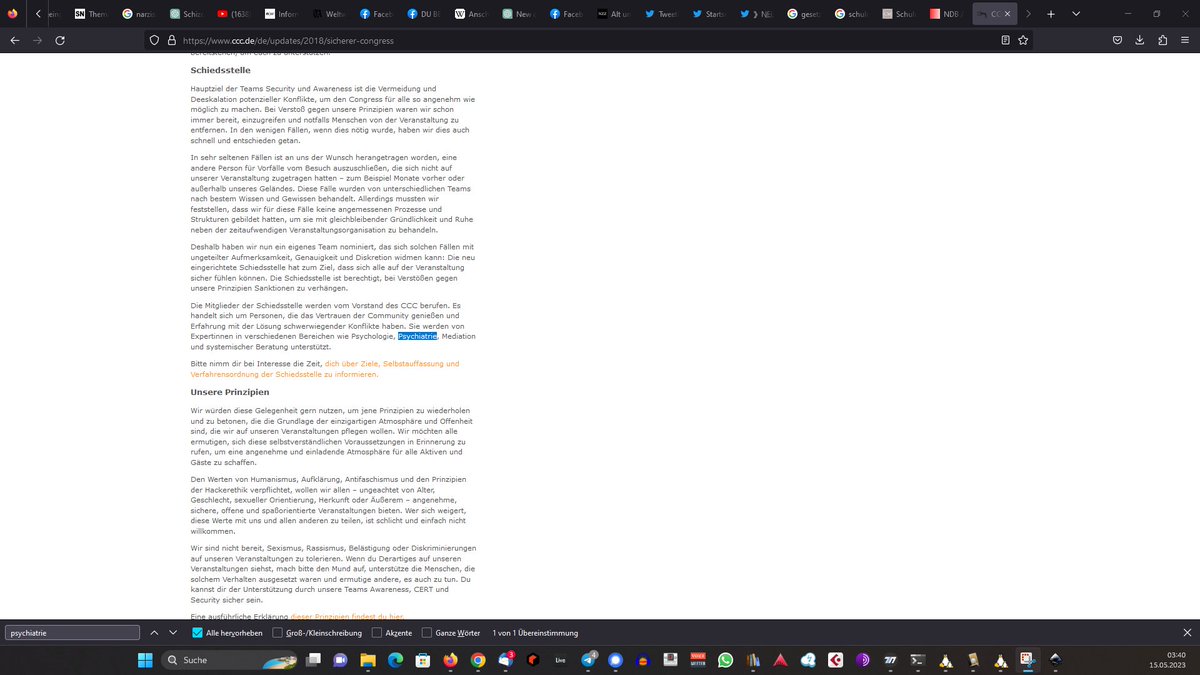 einz
SN Thema
narzis
Schizo
(1638)
Inform
Weltw
Faceb
DU BE
Ansch
New c
Faceb
Alt un
Tweet
Starts
NEU
geset
schul
Schul
NDB /
CC
https://www.ccc.de/de/updates/2018/sicherer-congress
bereitstehen, um euch zu unterstützen.
Schiedsstelle
Hauptziel der Teams Security und Awareness ist die Vermeidung und
Deeskalation potenzieller Konflikte, um den Congress für alle so angenehm wie
möglich zu machen. Bei Verstoß gegen unsere Prinzipien waren wir schon
immer bereit, einzugreifen und notfalls Menschen von der Veranstaltung zu
entfernen. In den wenigen Fällen, wenn dies nötig wurde, haben wir dies auch
schnell und entschieden getan.
In sehr seltenen Fällen ist an uns der Wunsch herangetragen worden, eine
andere Person für Vorfälle vom Besuch auszuschließen, die sich nicht auf
unserer Veranstaltung zugetragen hatten – zum Beispiel Monate vorher oder
außerhalb unseres Geländes. Diese Fälle wurden von unterschiedlichen Teams
nach bestem Wissen und Gewissen behandelt. Allerdings mussten wir
feststellen, dass wir für diese Fälle keine angemessenen Prozesse und
Strukturen gebildet hatten, um sie mit gleichbleibender Gründlichkeit und Ruhe
neben der zeitaufwendigen Veranstaltungsorganisation zu behandeln.
Deshalb haben wir nun ein eigenes Team nominiert, das sich solchen Fällen mit
ungeteilter Aufmerksamkeit, Genauigkeit und Diskretion widmen kann: Die neu
eingerichtete Schiedsstelle hat zum Ziel, dass sich alle auf der Veranstaltung
sicher fühlen können. Die Schiedsstelle ist berechtigt, bei Verstößen gegen
unsere Prinzipien Sanktionen zu verhängen.
Die Mitglieder der Schiedsstelle werden vom Vorstand des CCC berufen. Es
handelt sich um Personen, die das Vertrauen der Community genießen und
Erfahrung mit der Lösung schwerwiegender Konflikte haben. Sie werden von
Expertinnen in verschiedenen Bereichen wie Psychologie, Psychiatrie, Mediation
und systemischer Beratung unterstützt.
Bitte nimm dir bei Interesse die Zeit, dich über Ziele, Selbstauffassung und
Verfahrensordnung der Schiedsstelle zu informieren.
Unsere Prinzipien
Wir würden diese Gelegenheit gern nutzen, um jene Prinzipien zu wiederholen
und zu betonen, die die Grundlage der einzigartigen Atmosphäre und Offenheit
sind, die wir auf unseren Veranstaltungen pflegen wollen. Wir möchten alle
ermutigen, sich diese selbstverständlichen Voraussetzungen in Erinnerung zu
rufen, um eine angenehme und einladende Atmosphäre für alle Aktiven und
Gäste zu schaffen.
Den Werten von Humanismus, Aufklärung, Antifaschismus und den Prinzipien
der Hackerethik verpflichtet, wollen wir allen – ungeachtet von Alter,
Geschlecht, sexueller Orientierung, Herkunft oder Äußerem – angenehme,
sichere, offene und spaßorientierte Veranstaltungen bieten. Wer sich weigert,
diese Werte mit uns und allen anderen zu teilen, ist schlicht und einfach nicht
willkommen.
Wir sind nicht bereit, Sexismus, Rassismus, Belästigung oder Diskriminierungen
auf unseren Veranstaltungen zu tolerieren. Wenn du Derartiges auf unseren
Veranstaltungen siehst, mach bitte den Mund auf, unterstütze die Menschen, die
solchem Verhalten ausgesetzt waren und ermutige andere, es auch zu tun. Du
kannst dir der Unterstützung durch unsere Teams Awareness, CERT und
Security sicher sein.
Eine ausführliche Erklärung dieser Prinzipien findest du hier.
psychiatrie
Alle hervorheben
Groß-/Kleinschreibung
Akzente
Ganze Wörter
1 von 1 Übereinstimmung
Suche
3
Live
4
03:40
15.05.2023